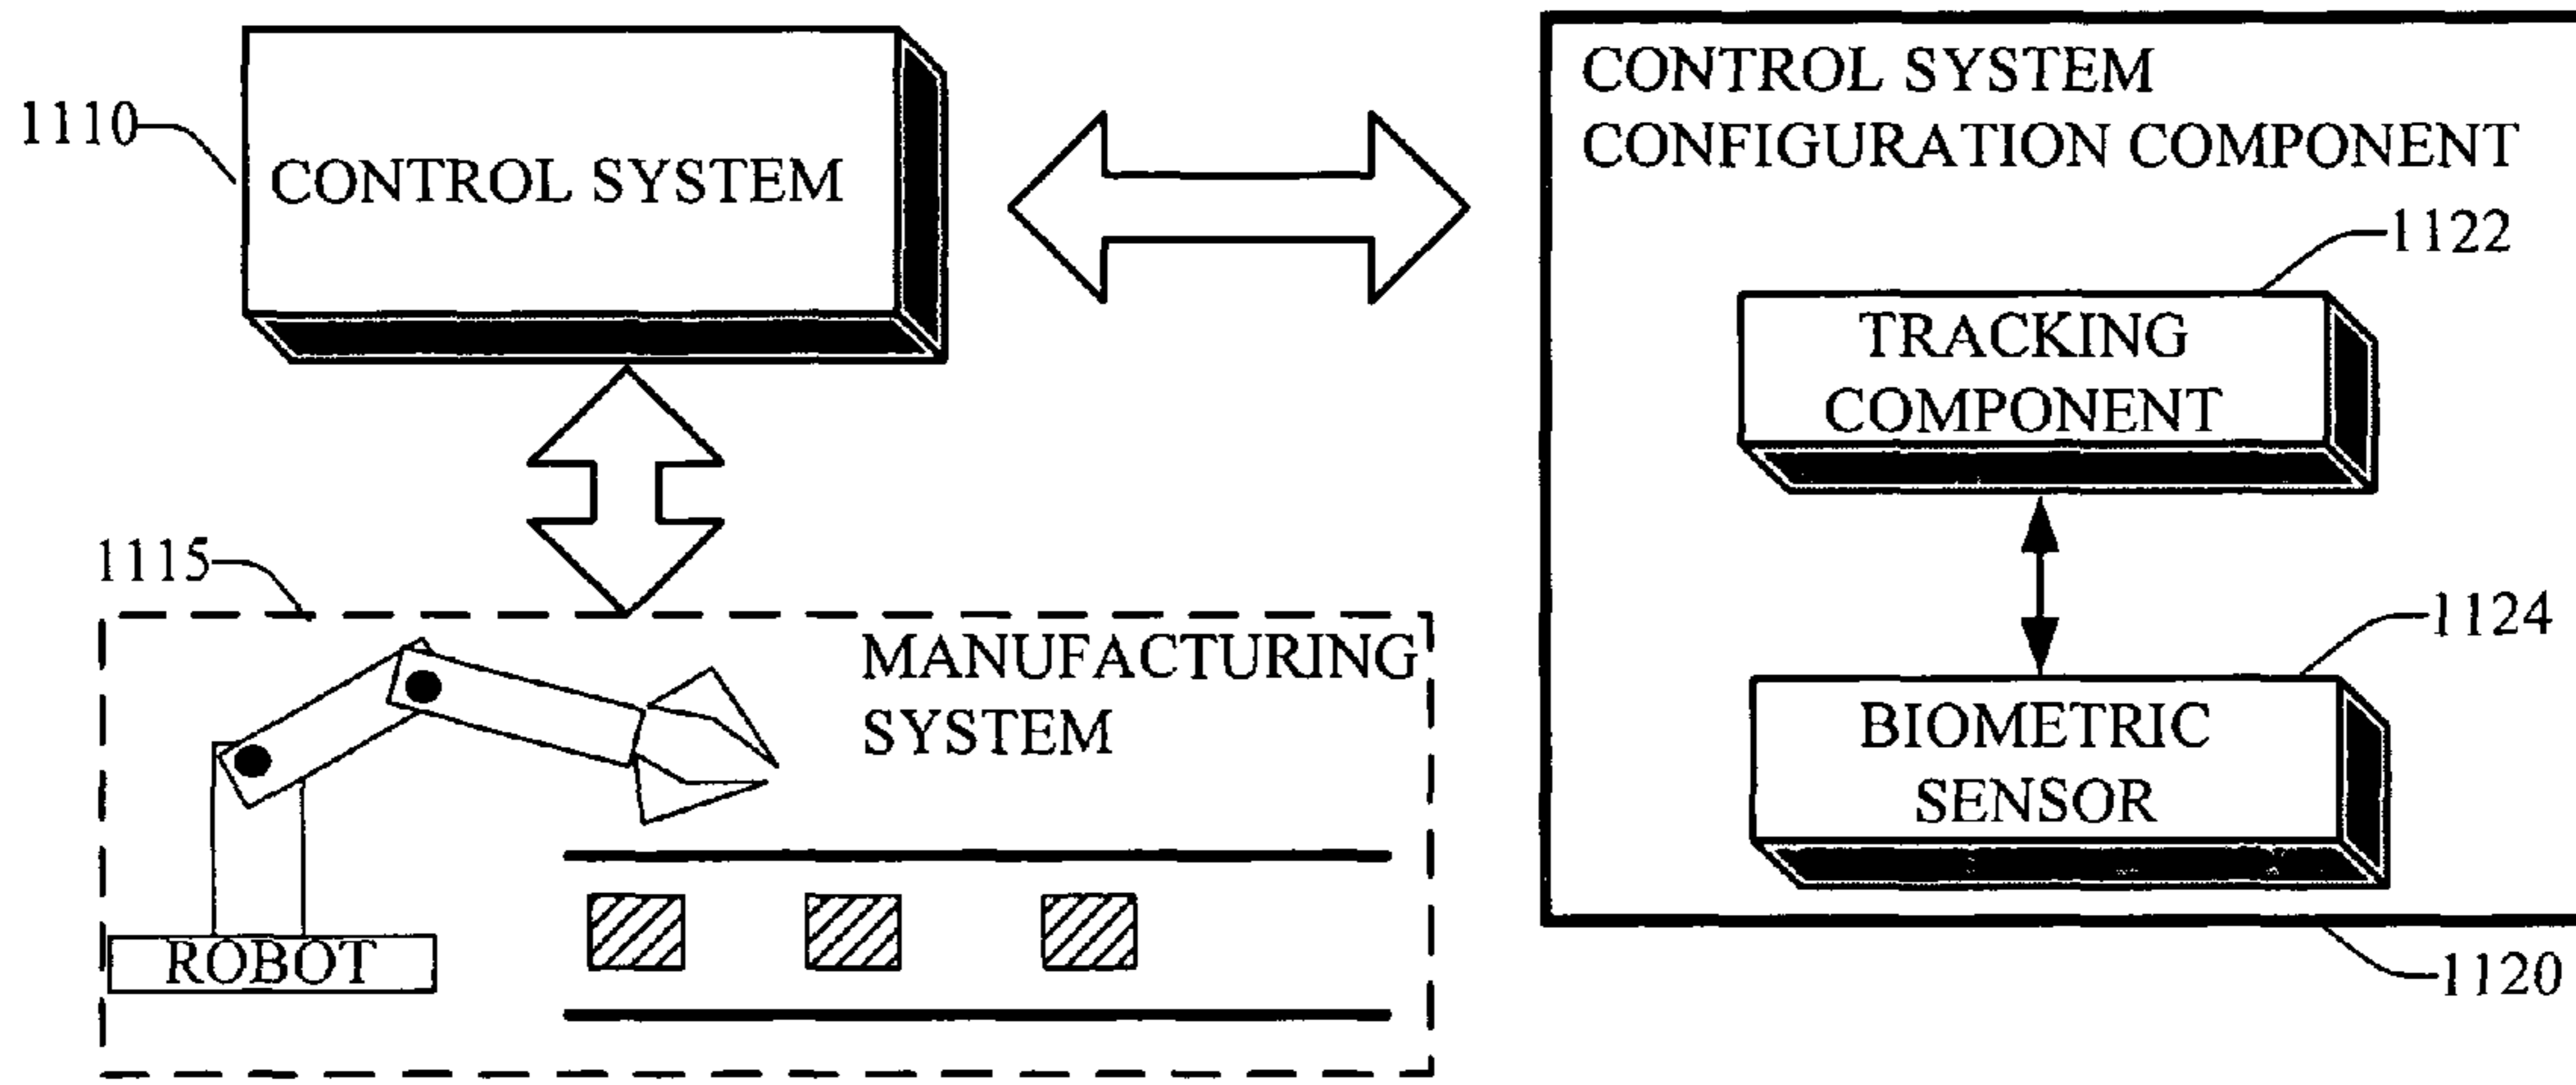 1110
CONTROL SYSTEM
CONTROL SYSTEM
CONFIGURATION COMPONENT
1122
TRACKING
COMPONENT
1124
BIOMETRIC
SENSOR
1120
1115
MANUFACTURING
SYSTEM
ROBOT